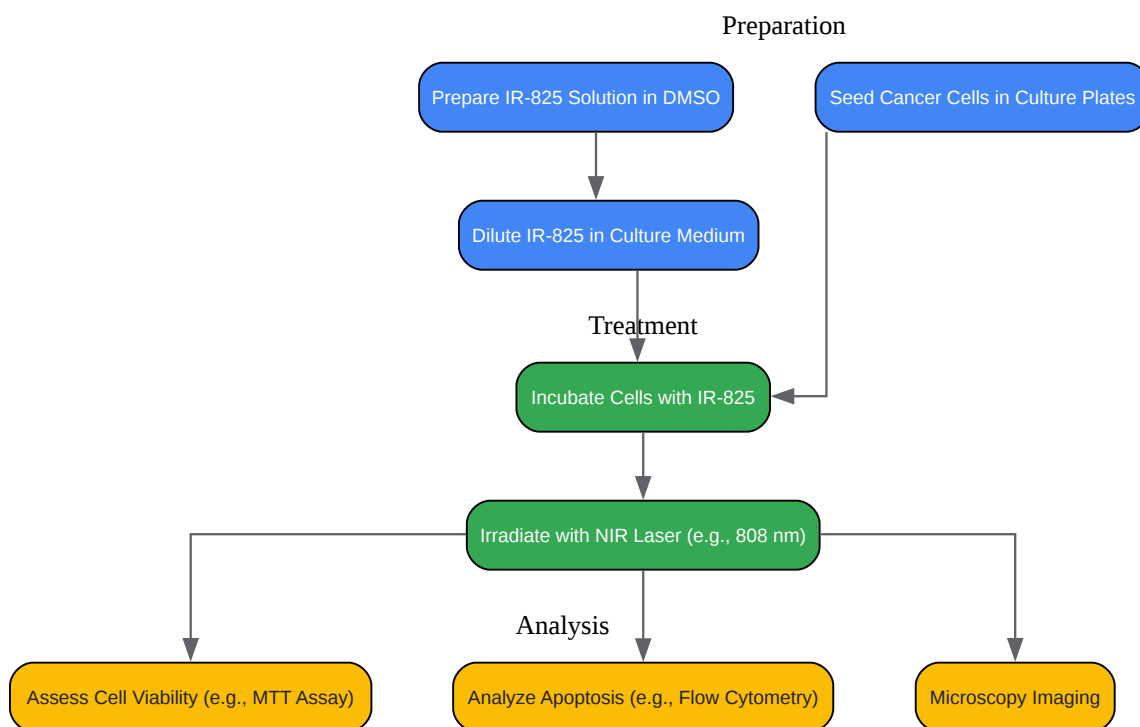 Preparation
Prepare IR-825 Solution in DMSO
Seed Cancer Cells in Culture Plates
Dilute IR-825 in Culture Medium
Treatment
Incubate Cells with IR-825
Irradiate with NIR Laser (e.g., 808 nm)
Analysis
Assess Cell Viability (e.g., MTT Assay)
Analyze Apoptosis (e.g., Flow Cytometry)
Microscopy Imaging